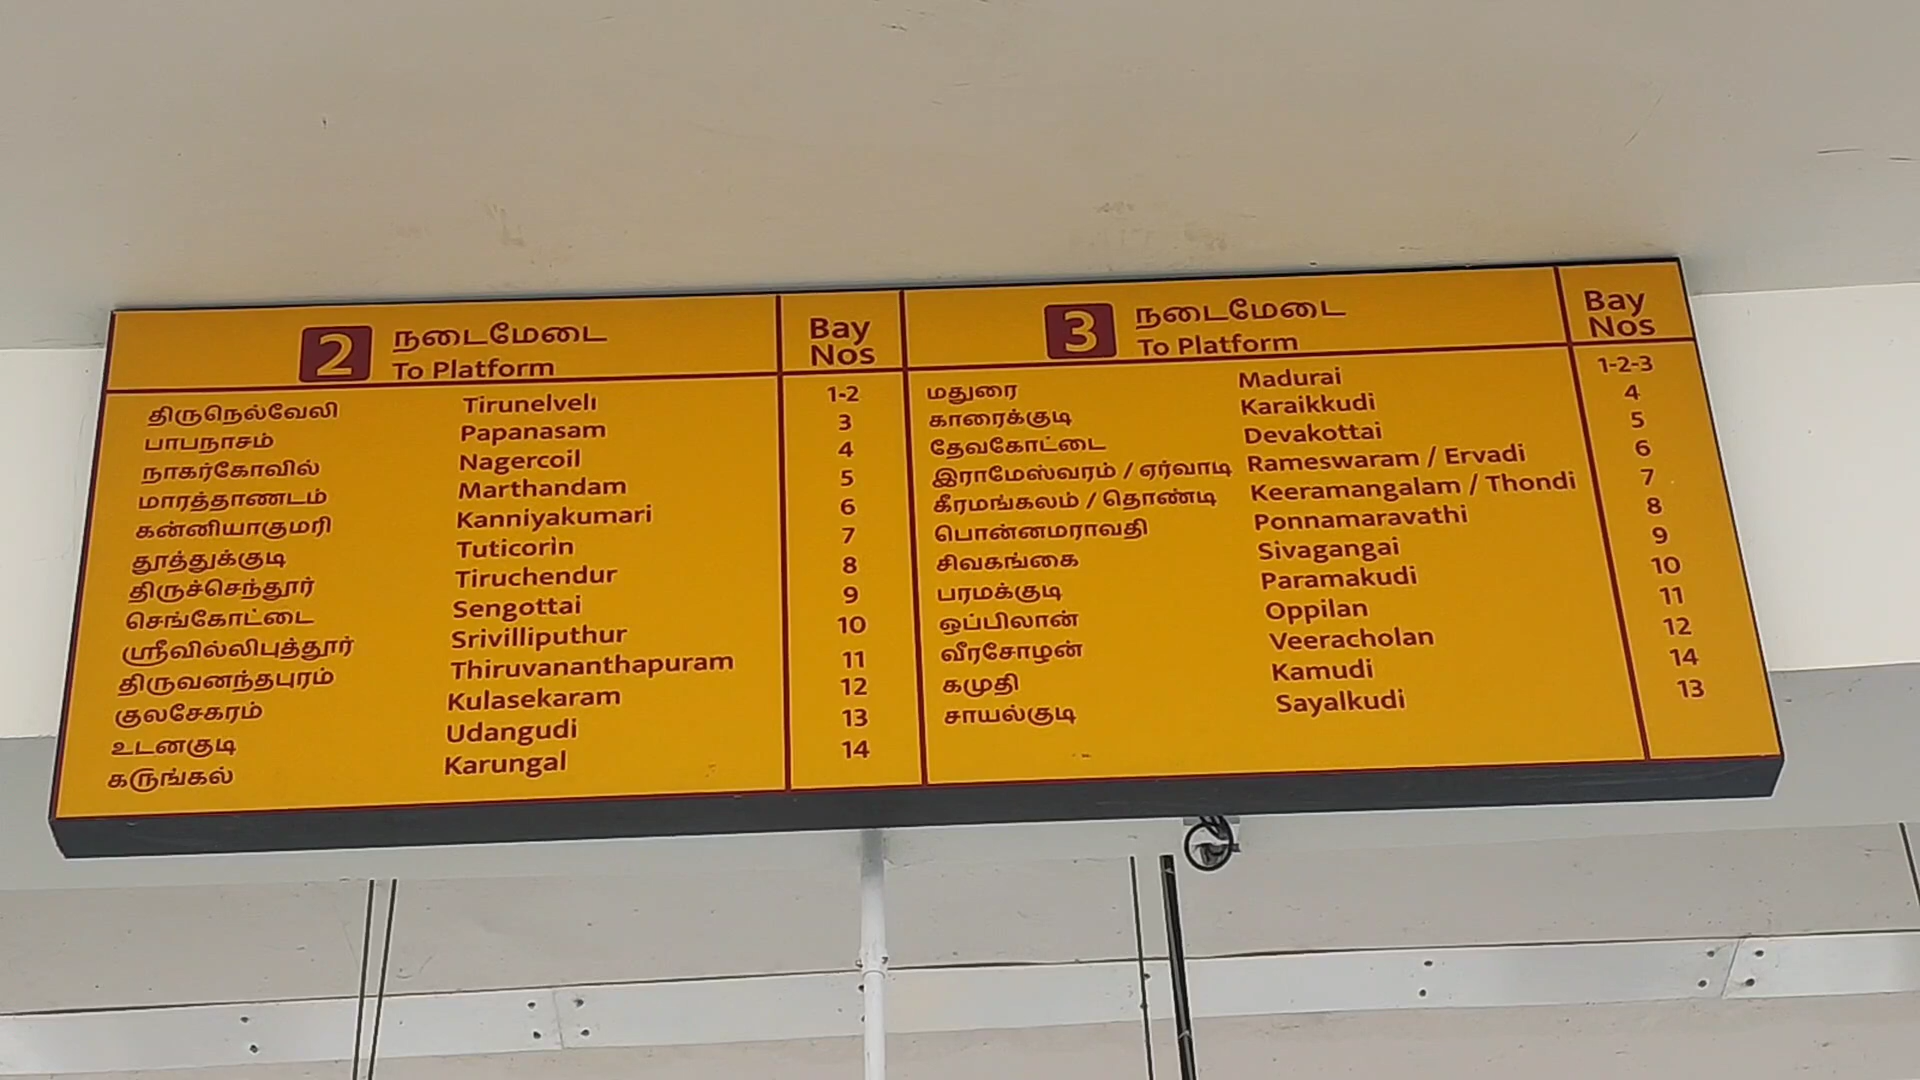 2 நடைமேடை
To Platform
Bay
Nos
திருநெல்வேலி Tirunelveli 1-2
பாபநாசம் Papanasam 3
நாகர்கோவில் Nagercoil 4
மாரத்தாணடம் Marthandam 5
கன்னியாகுமரி Kanniyakumari 6
தூத்துக்குடி Tuticorin 7
திருச்செந்தூர் Tiruchendur 8
செங்கோட்டை Sengottai 9
ஸ்ரீவில்லிபுத்தூர் Srivilliputhur 10
திருவனந்தபுரம் Thiruvananthapuram 11
குலசேகரம் Kulasekaram 12
உடனகுடி Udangudi 13
கருங்கல் Karungal 14
3 நடைமேடை
To Platform
Bay
Nos
மதுரை Madurai 1-2-3
காரைக்குடி Karaikkudi 4
தேவகோட்டை Devakottai 5
இராமேஸ்வரம் / ஏர்வாடி Rameswaram / Ervadi 6
கீரமங்கலம் / தொண்டி Keeramangalam / Thondi 7
பொன்னமராவதி Ponnamaravathi 8
சிவகங்கை Sivagangai 9
பரமக்குடி Paramakudi 10
ஒப்பிலான் Oppilan 11
வீரசோழன் Veeracholan 12
கமுதி Kamudi 14
சாயல்குடி Sayalkudi 13